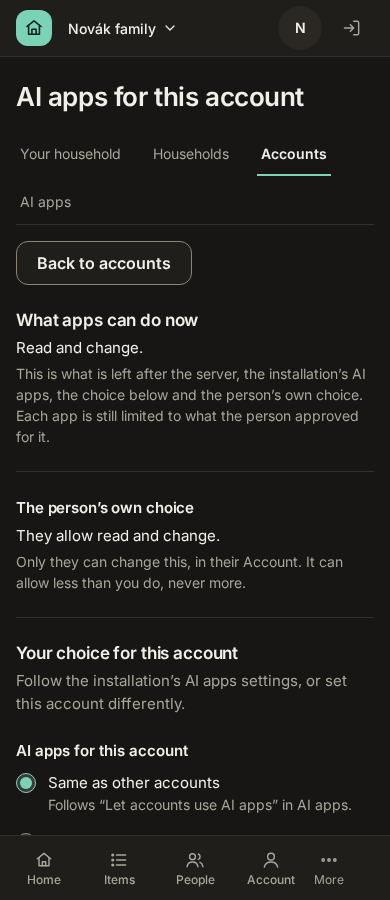 Novák family
N
AI apps for this account
Your household
Households
Accounts
AI apps
Back to accounts
What apps can do now
Read and change.
This is what is left after the server, the installation’s AI
apps, the choice below and the person’s own choice.
Each app is still limited to what the person approved
for it.
The person’s own choice
They allow read and change.
Only they can change this, in their Account. It can
allow less than you do, never more.
Your choice for this account
Follow the installation’s AI apps settings, or set
this account differently.
AI apps for this account
Same as other accounts
Follows “Let accounts use AI apps” in AI apps.
Home
Items
People
Account
More